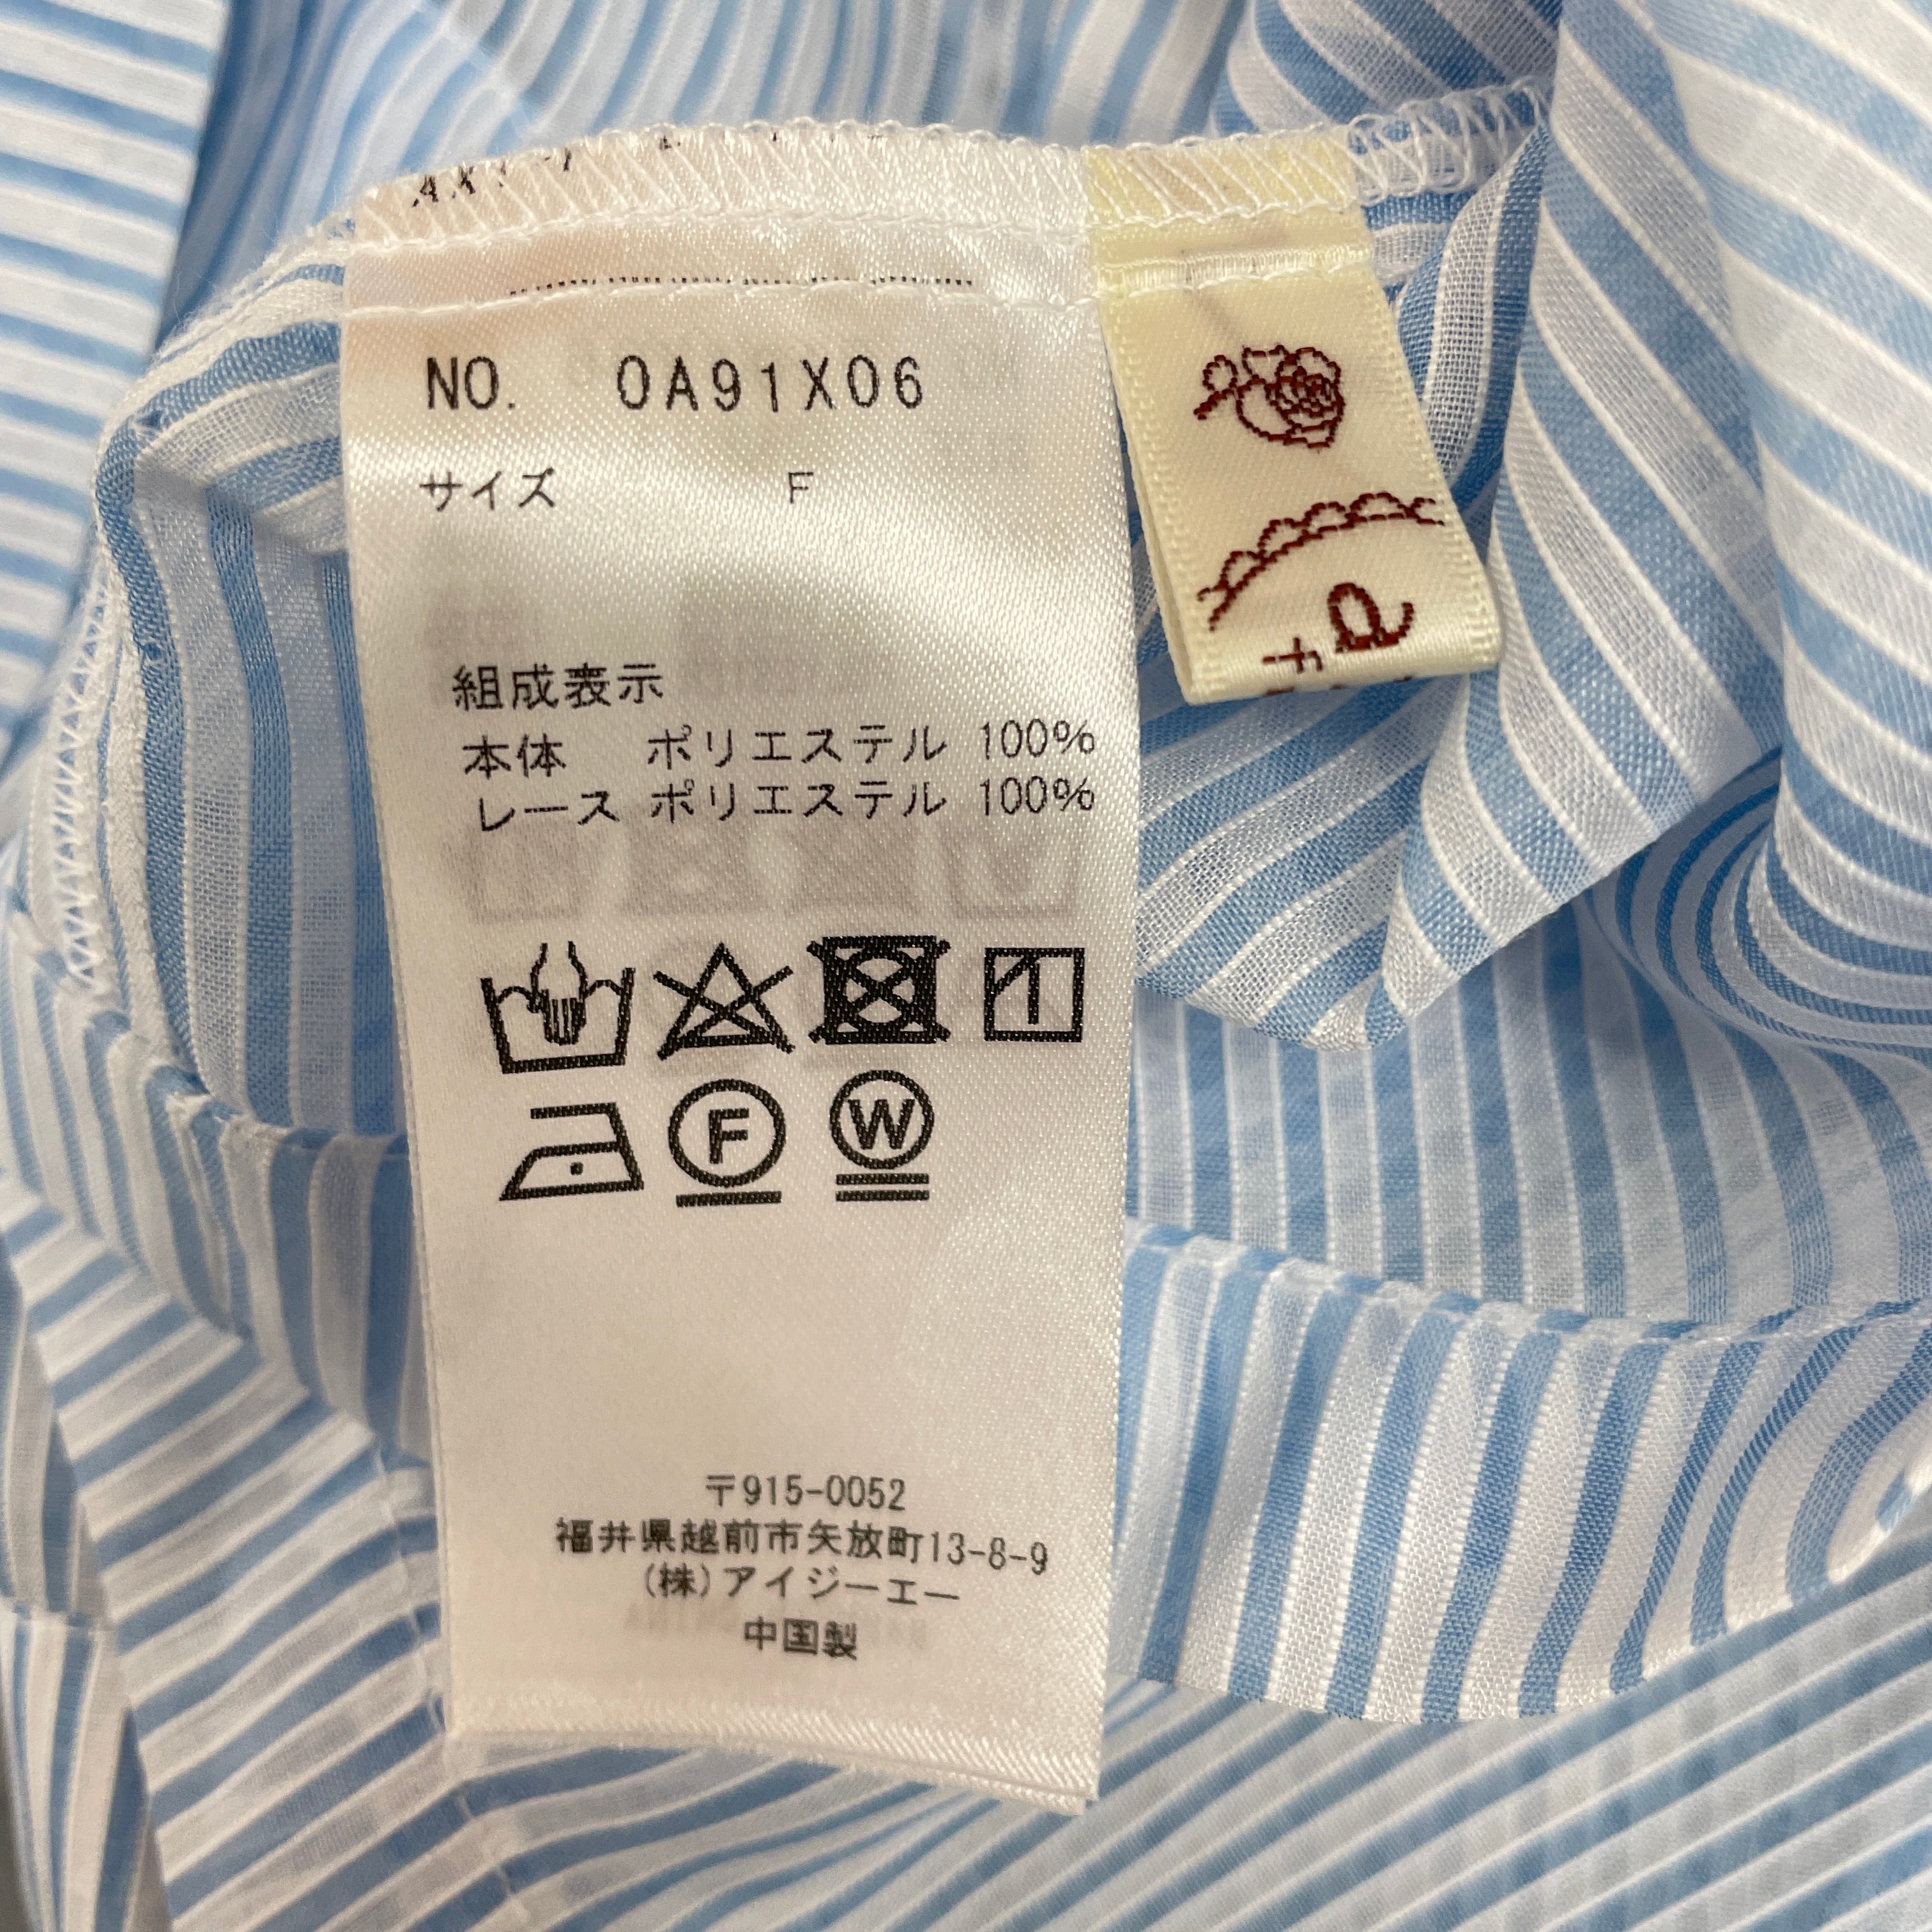 NO. 0A91X06
サイズ F
組成表示
本体 ポリエステル 100%
レース ポリエステル 100%
F W
〒915-0052
福井県越前市矢放町13-8-9
(株)アイジーエー
中国製